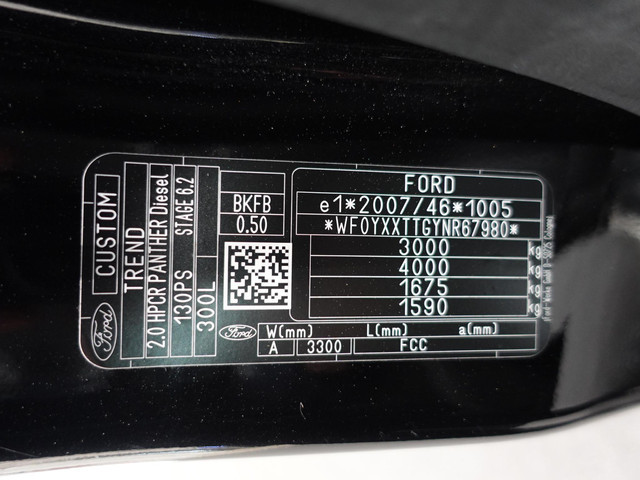 Ford
CUSTOM
TREND
2.0 HPCR PANTHER Diesel
130PS STAGE 6.2
300L
BKFB
0.50
Ford
FORD
e1*2007/46*1005
*WF0YXXTTGYNR67980*
3000 kg
4000 kg
1675 kg
1590 kg
W(mm) L(mm) a(mm)
A 3300 FCC